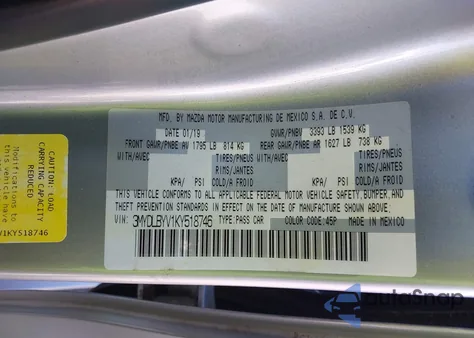 MFD. BY MAZDA MOTOR MANUFACTURING DE MEXICO S.A. DE C.V.
DATE 01/19 GVWR/PNBV 3393 LB 1539 KG
FRONT GAWR/PNBE AV 1795 LB 814 KG REAR GAWR/PNBE AR 1627 LB 738 KG
WITH/AVEC TIRES/PNEUS WITH/AVEC TIRES/PNEUS
RIMS/JANTES RIMS/JANTES
KPA/ PSI COLD/A FROID KPA/ PSI COLD/A FROID
THIS VEHICLE CONFORMS TO ALL APPLICABLE FEDERAL MOTOR VEHICLE SAFETY, BUMPER, AND
THEFT PREVENTION STANDARDS IN EFFECT ON THE DATE OF MANUFACTURE SHOWN ABOVE.
VIN: 3MYDLBYV1KY518746 TYPE:PASS CAR COLOR CODE:45P MADE IN MEXICO
CAUTION: LOAD
CARRYING CAPACITY
REDUCED
this vehicle have
V1KY518746
AutoSnap